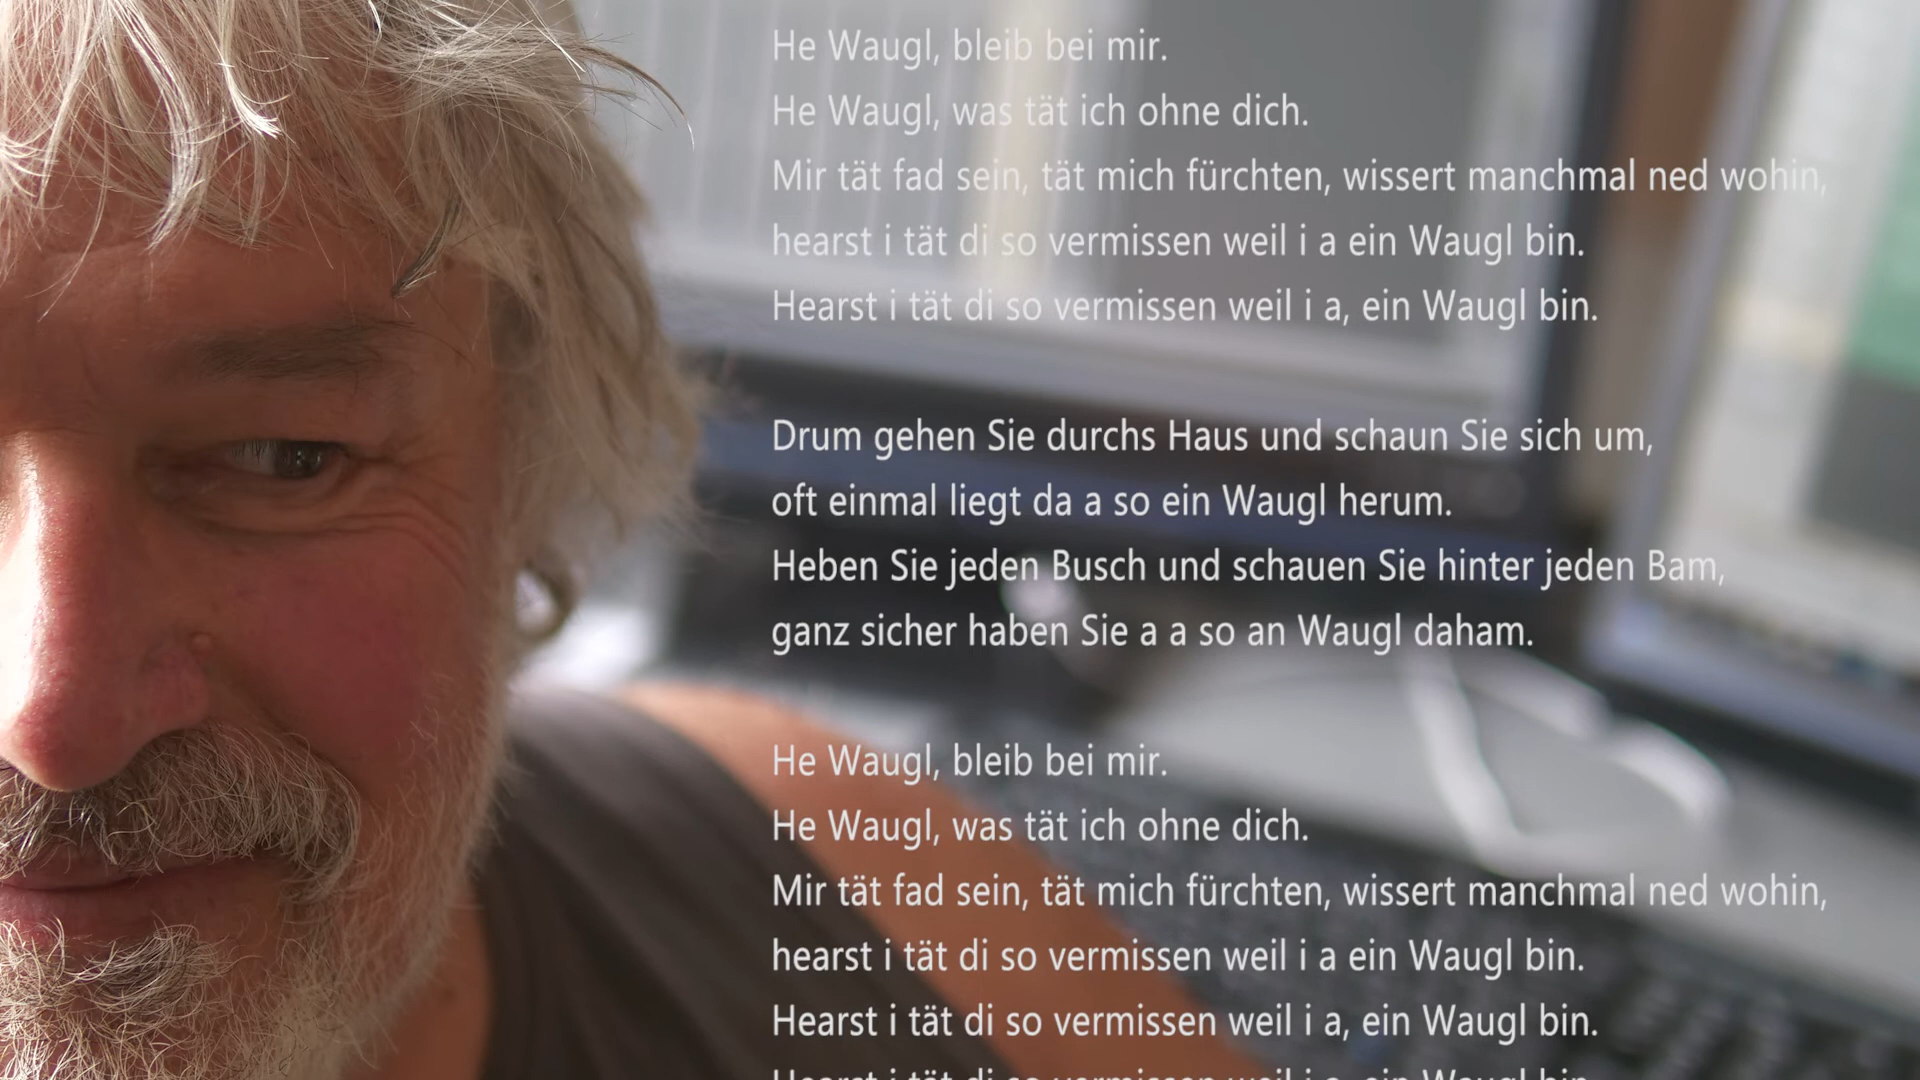 He Waugl, bleib bei mir.
He Waugl, was tät ich ohne dich.
Mir tät fad sein, tät mich fürchten, wissert manchmal ned wohin,
hearst i tät di so vermissen weil i a ein Waugl bin.
Hearst i tät di so vermissen weil i a, ein Waugl bin.
Drum gehen Sie durchs Haus und schaun Sie sich um,
oft einmal liegt da a so ein Waugl herum.
Heben Sie jeden Busch und schauen Sie hinter jeden Bam,
ganz sicher haben Sie a a so an Waugl daham.
He Waugl, bleib bei mir.
He Waugl, was tät ich ohne dich.
Mir tät fad sein, tät mich fürchten, wissert manchmal ned wohin,
hearst i tät di so vermissen weil i a ein Waugl bin.
Hearst i tät di so vermissen weil i a, ein Waugl bin.